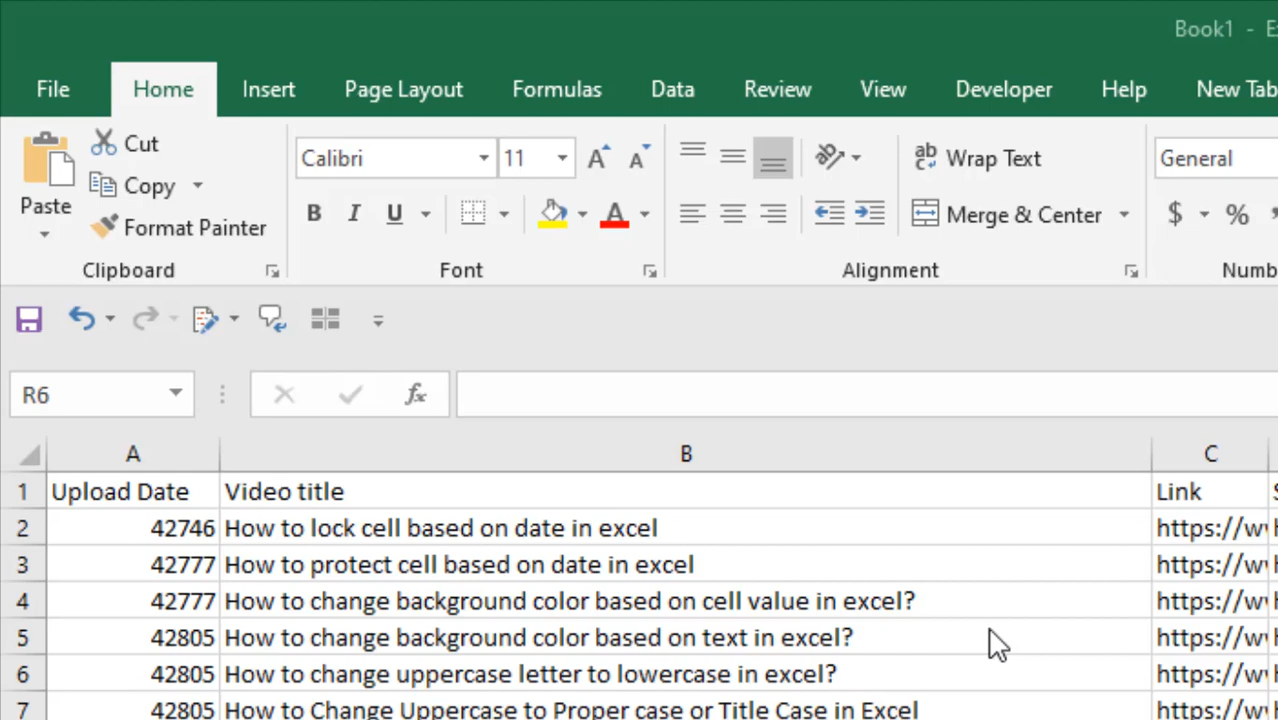 Book1 - E
File Home Insert Page Layout Formulas Data Review View Developer Help New Tab
Cut
Calibri 11 ab Wrap Text General
Copy
Paste B I U A Merge & Center $ %
Format Painter
Clipboard Font Alignment Numb
R6 fx
A B C
1 Upload Date Video title Link S
2 42746 How to lock cell based on date in excel https://w
3 42777 How to protect cell based on date in excel https://w
4 42777 How to change background color based on cell value in excel? https://w
5 42805 How to change background color based on text in excel? https://w
6 42805 How to change uppercase letter to lowercase in excel? https://w
7 42805 How to Change Uppercase to Proper case or Title Case in Excel https://w